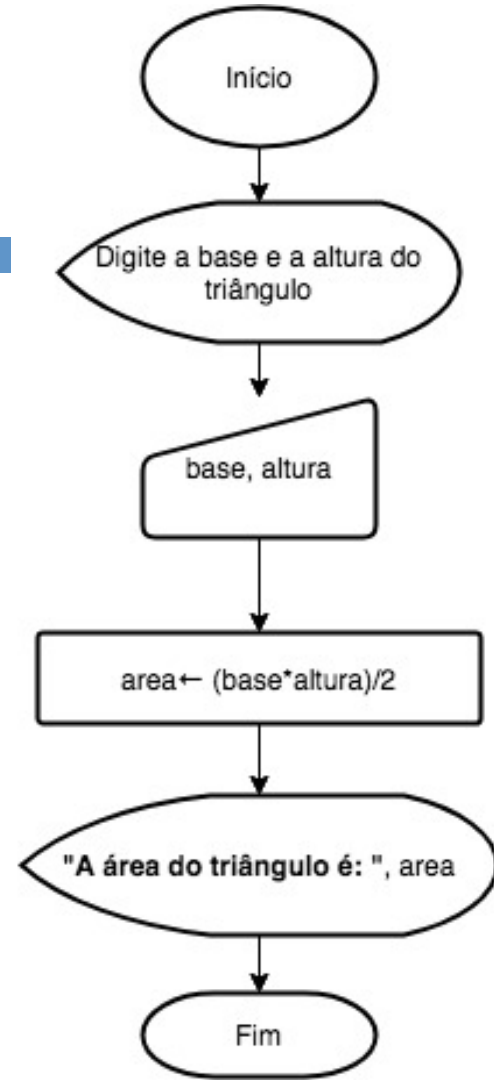 Início
Digite a base e a altura do
triângulo
base, altura
area← (base*altura)/2
"A área do triângulo é: ", area
Fim